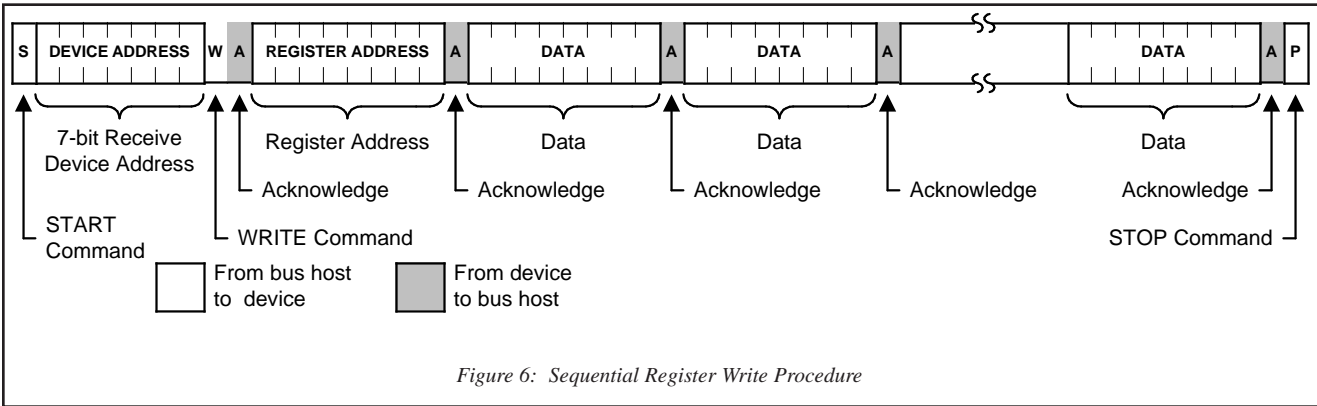 S DEVICE ADDRESS W A REGISTER ADDRESS A DATA A DATA A DATA A P
7-bit Receive
Device Address
Register Address
Data
Data
Data
Acknowledge
Acknowledge
Acknowledge
Acknowledge
Acknowledge
START
Command
WRITE Command
STOP Command
From bus host
to device
From device
to bus host
Figure 6: Sequential Register Write Procedure